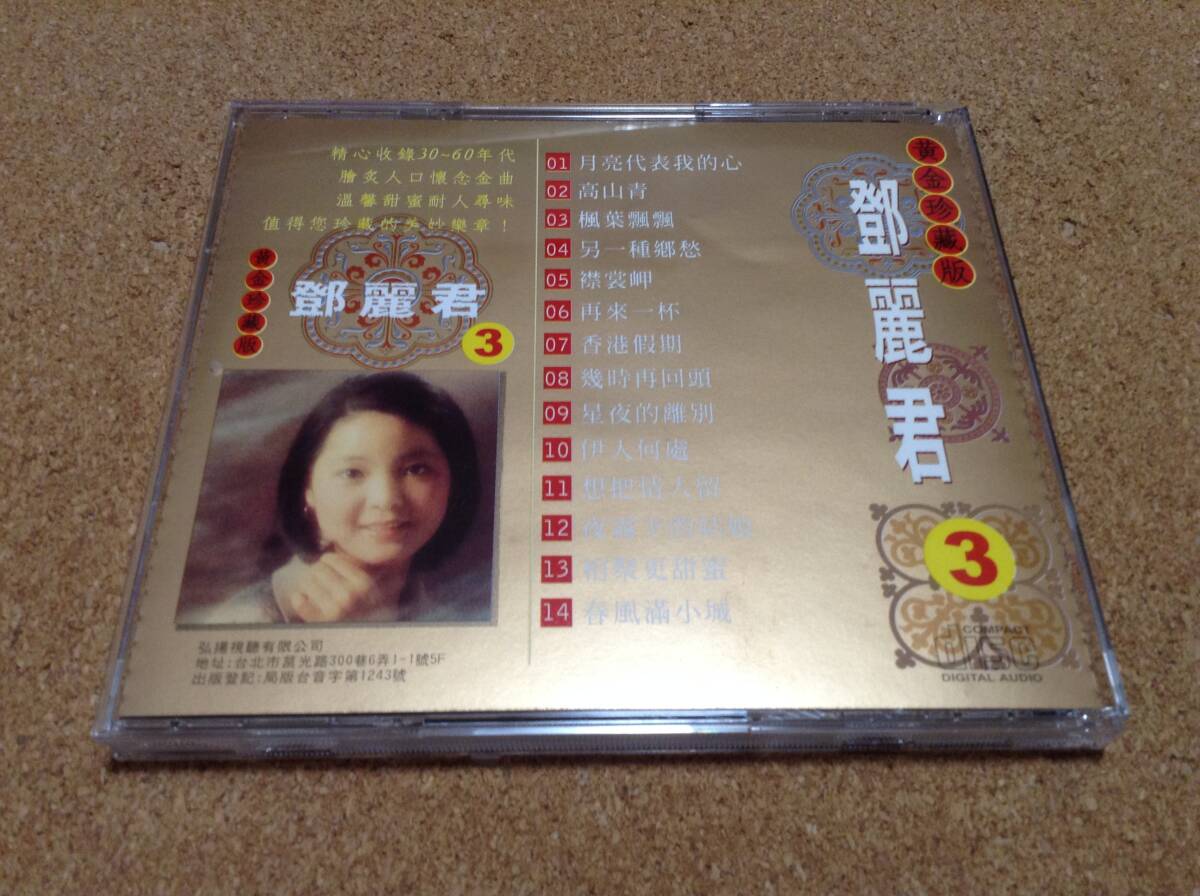 精心收錄30~60年代
膾炙人口懷念金曲
溫馨甜蜜耐人尋味
值得您珍藏的美妙樂章!
黃金珍藏版
鄧麗君
3
弘揚視聽有限公司
地址:台北市莒光路300巷6弄1-1號5F
出版登記:局版台音字第1243號
01 月亮代表我的心
02 高山青
03 楓葉飄飄
04 另一種鄉愁
05 襟裳岬
06 再來一杯
07 香港假期
08 幾時再回頭
09 星夜的離別
10 伊人何處
11 想把情人留
12
13 相聚更甜蜜
14 春風滿小城
黃金珍藏版
鄧麗君
3
COMPACT
disc
DIGITAL AUDIO